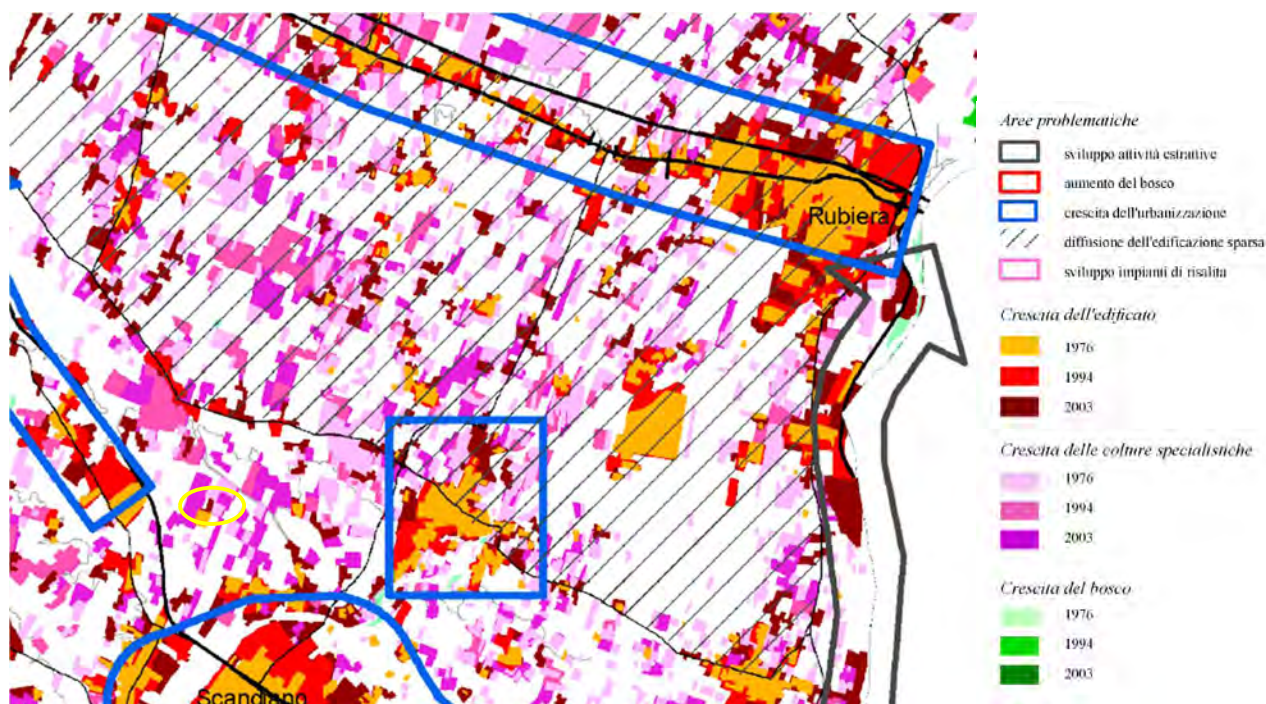 Rubiera
Scandiano
Aree problematiche
sviluppo attività estrattive
aumento del bosco
crescita dell'urbanizzazione
diffusione dell'edificazione sparsa
sviluppo impianti di risalita
Crescita dell'edificato
1976
1994
2003
Crescita delle colture specialistiche
1976
1994
2003
Crescita del bosco
1976
1994
2003